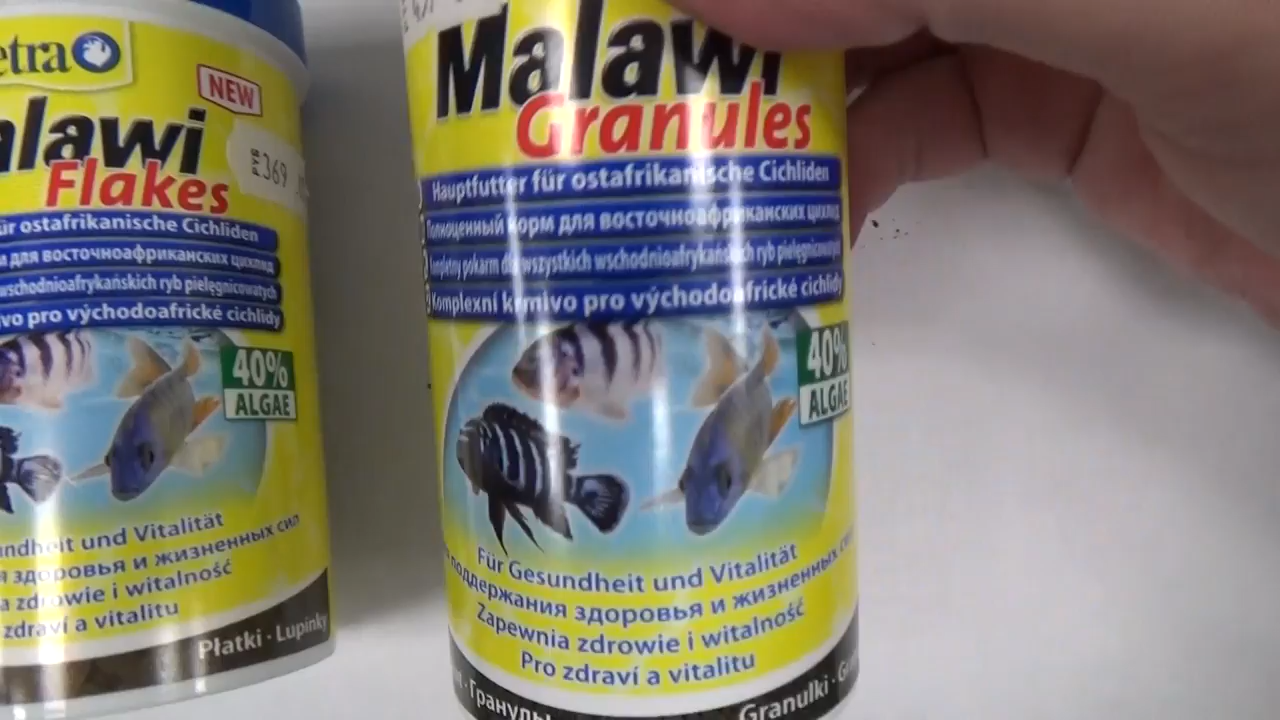 etra
NEW
alawi
Flakes
369
ür ostafrikanische Cichliden
для восточноафриканских цихлид
wschodnioafrykańskich ryb pielęgnicowatych
vo pro východoafrické cichlidy
40%
ALGAE
undheit und Vitalität
здоровья и жизненных сил
a zdrowie i witalność
zdraví a vitalitu
Płatki · Lupínky
Malawi
Granules
Hauptfutter für ostafrikanische Cichliden
Полноценный корм для восточноафриканских цихлид
Kompletny pokarm dla wszystkich wschodnioafrykańskich ryb pielęgnicowatych
Komplexní krmivo pro východoafrické cichlidy
40%
ALGAE
Für Gesundheit und Vitalität
поддержания здоровья и жизненных сил
Zapewnia zdrowie i witalność
Pro zdraví a vitalitu
· Гранулы
Granulki ·